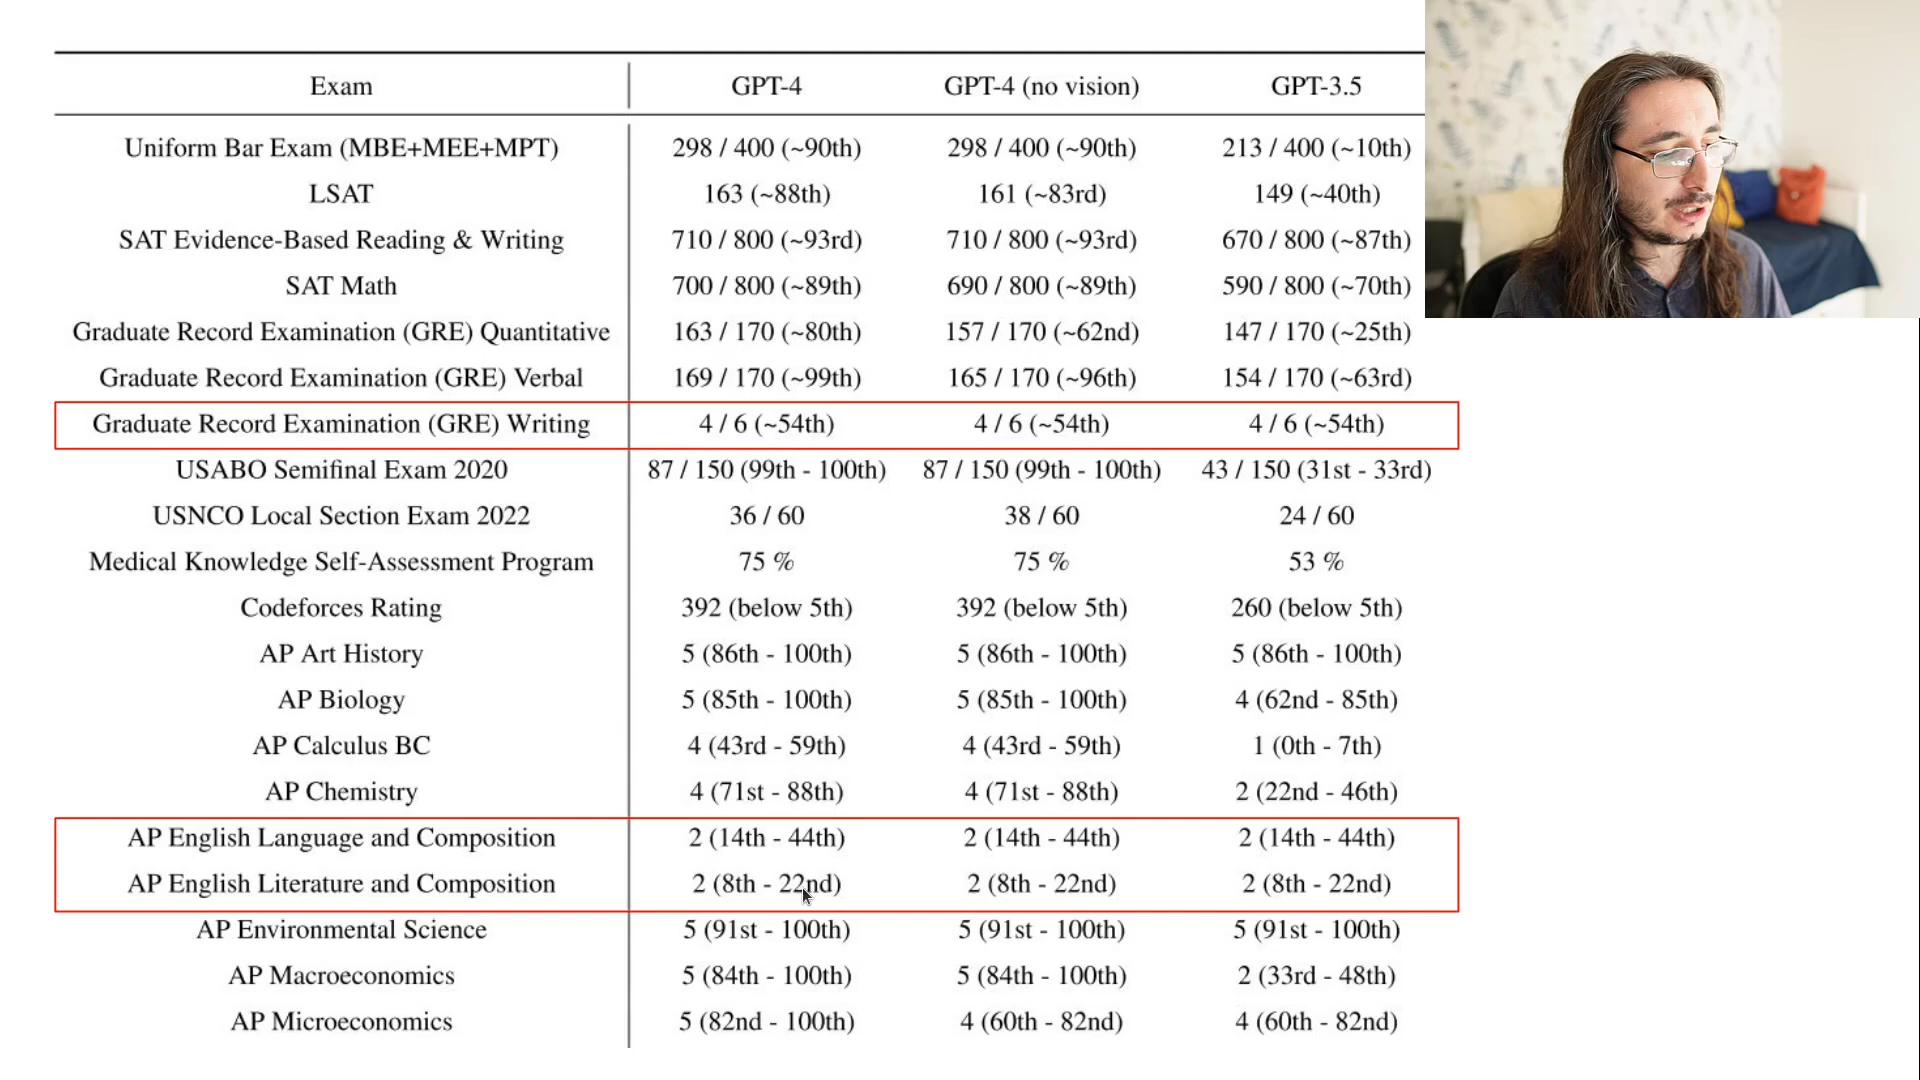 Exam GPT-4 GPT-4 (no vision) GPT-3.5
Uniform Bar Exam (MBE+MEE+MPT) 298 / 400 (~90th) 298 / 400 (~90th) 213 / 400 (~10th)
LSAT 163 (~88th) 161 (~83rd) 149 (~40th)
SAT Evidence-Based Reading & Writing 710 / 800 (~93rd) 710 / 800 (~93rd) 670 / 800 (~87th)
SAT Math 700 / 800 (~89th) 690 / 800 (~89th) 590 / 800 (~70th)
Graduate Record Examination (GRE) Quantitative 163 / 170 (~80th) 157 / 170 (~62nd) 147 / 170 (~25th)
Graduate Record Examination (GRE) Verbal 169 / 170 (~99th) 165 / 170 (~96th) 154 / 170 (~63rd)
Graduate Record Examination (GRE) Writing 4 / 6 (~54th) 4 / 6 (~54th) 4 / 6 (~54th)
USABO Semifinal Exam 2020 87 / 150 (99th - 100th) 87 / 150 (99th - 100th) 43 / 150 (31st - 33rd)
USNCO Local Section Exam 2022 36 / 60 38 / 60 24 / 60
Medical Knowledge Self-Assessment Program 75 % 75 % 53 %
Codeforces Rating 392 (below 5th) 392 (below 5th) 260 (below 5th)
AP Art History 5 (86th - 100th) 5 (86th - 100th) 5 (86th - 100th)
AP Biology 5 (85th - 100th) 5 (85th - 100th) 4 (62nd - 85th)
AP Calculus BC 4 (43rd - 59th) 4 (43rd - 59th) 1 (0th - 7th)
AP Chemistry 4 (71st - 88th) 4 (71st - 88th) 2 (22nd - 46th)
AP English Language and Composition 2 (14th - 44th) 2 (14th - 44th) 2 (14th - 44th)
AP English Literature and Composition 2 (8th - 22nd) 2 (8th - 22nd) 2 (8th - 22nd)
AP Environmental Science 5 (91st - 100th) 5 (91st - 100th) 5 (91st - 100th)
AP Macroeconomics 5 (84th - 100th) 5 (84th - 100th) 2 (33rd - 48th)
AP Microeconomics 5 (82nd - 100th) 4 (60th - 82nd) 4 (60th - 82nd)